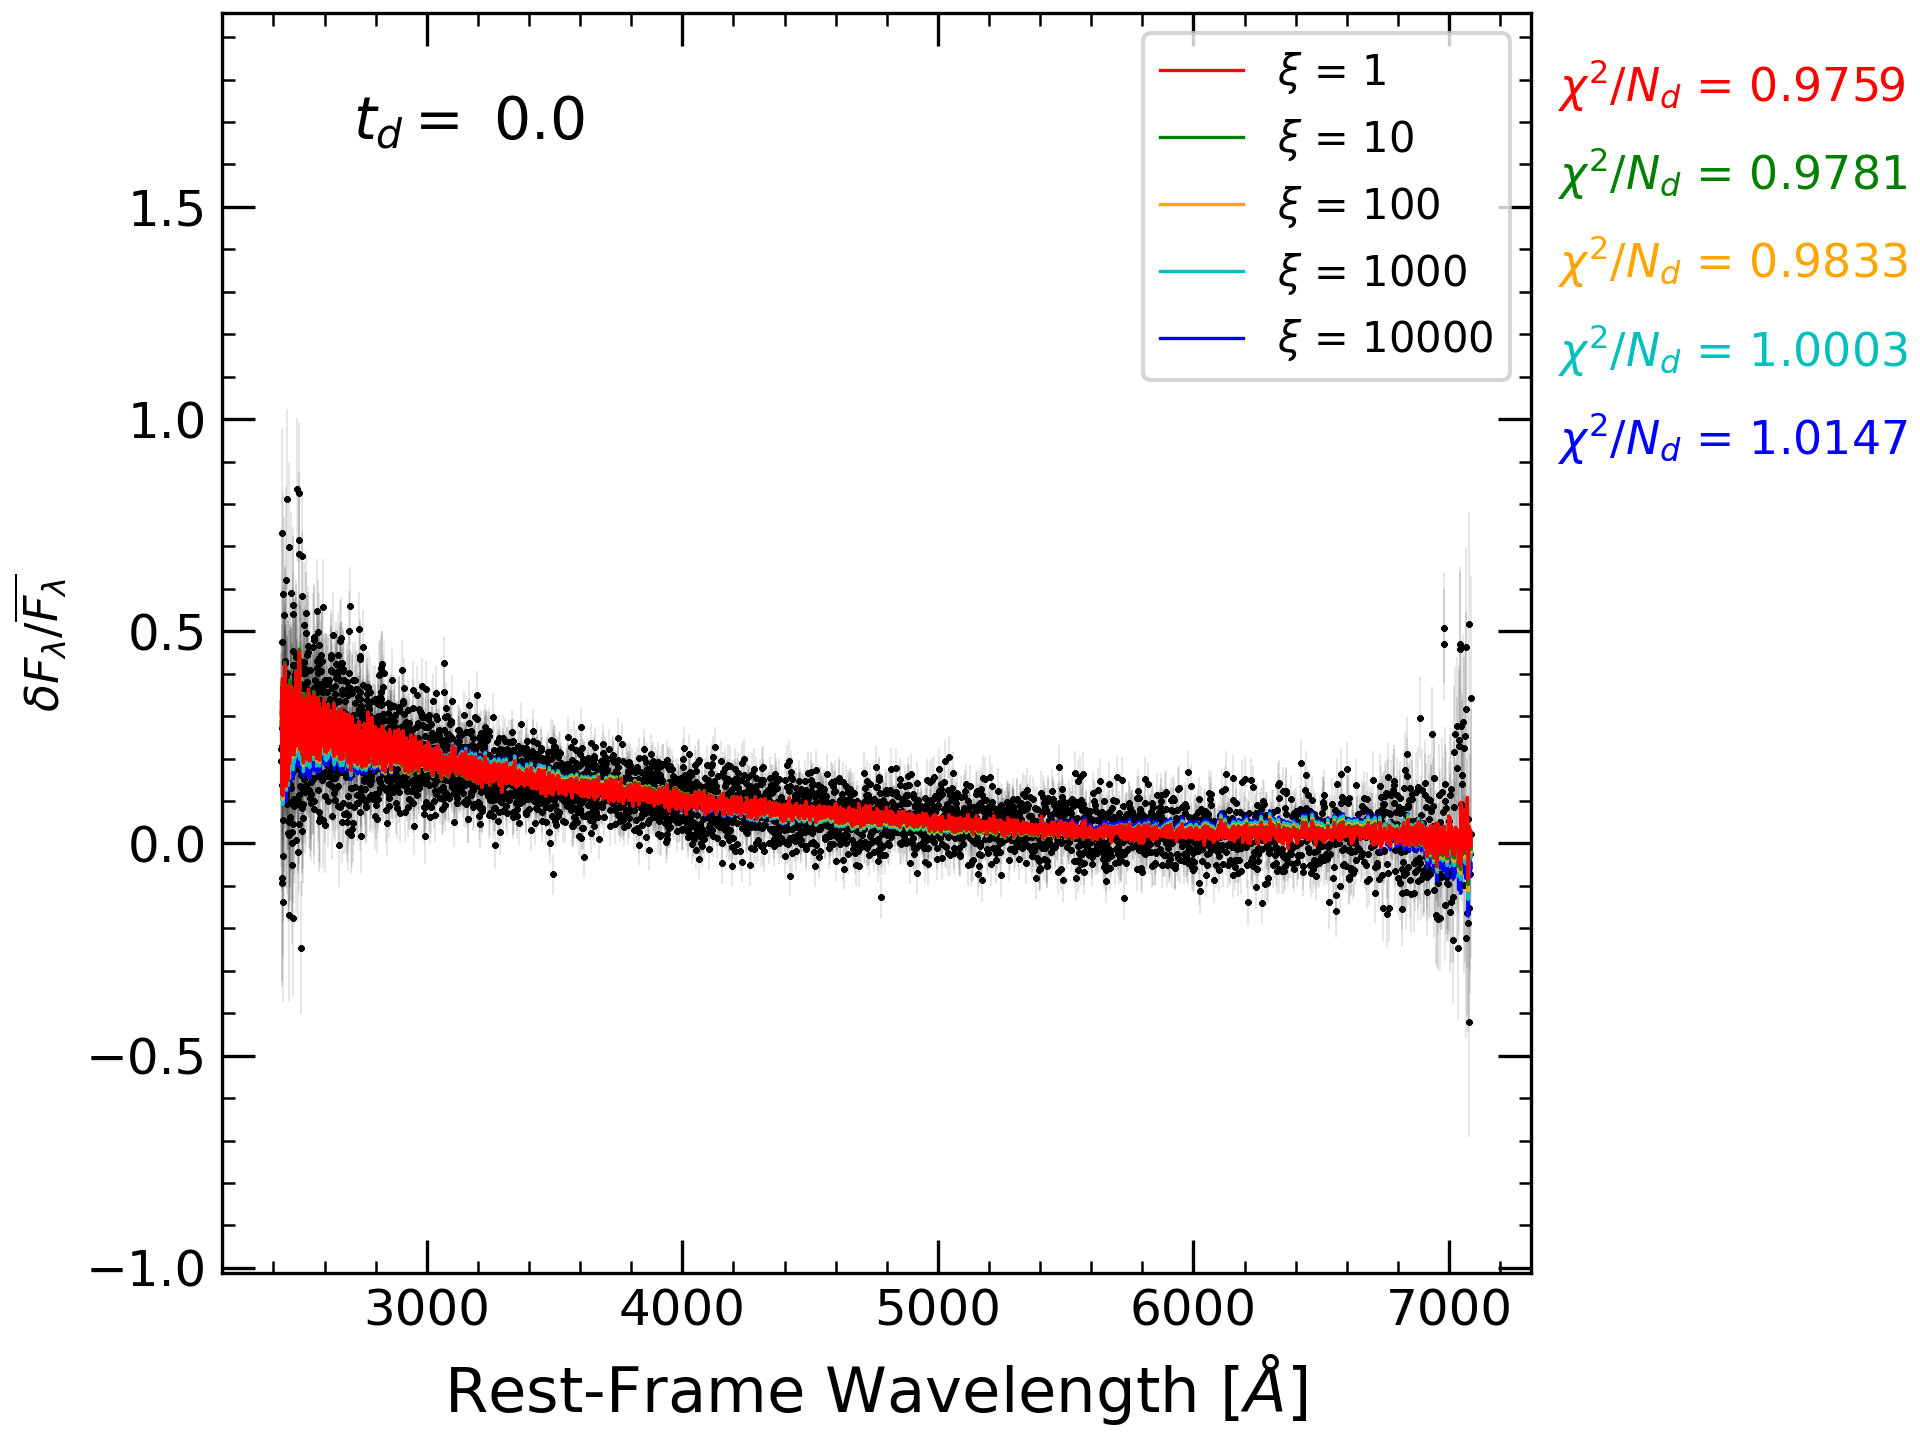 t_d = 0.0
ξ = 1
ξ = 10
ξ = 100
ξ = 1000
ξ = 10000
χ²/N_d = 0.9759
χ²/N_d = 0.9781
χ²/N_d = 0.9833
χ²/N_d = 1.0003
χ²/N_d = 1.0147
1.5
1.0
0.5
0.0
−0.5
−1.0
δF_λ/F̅_λ
3000 4000 5000 6000 7000
Rest-Frame Wavelength [Å]